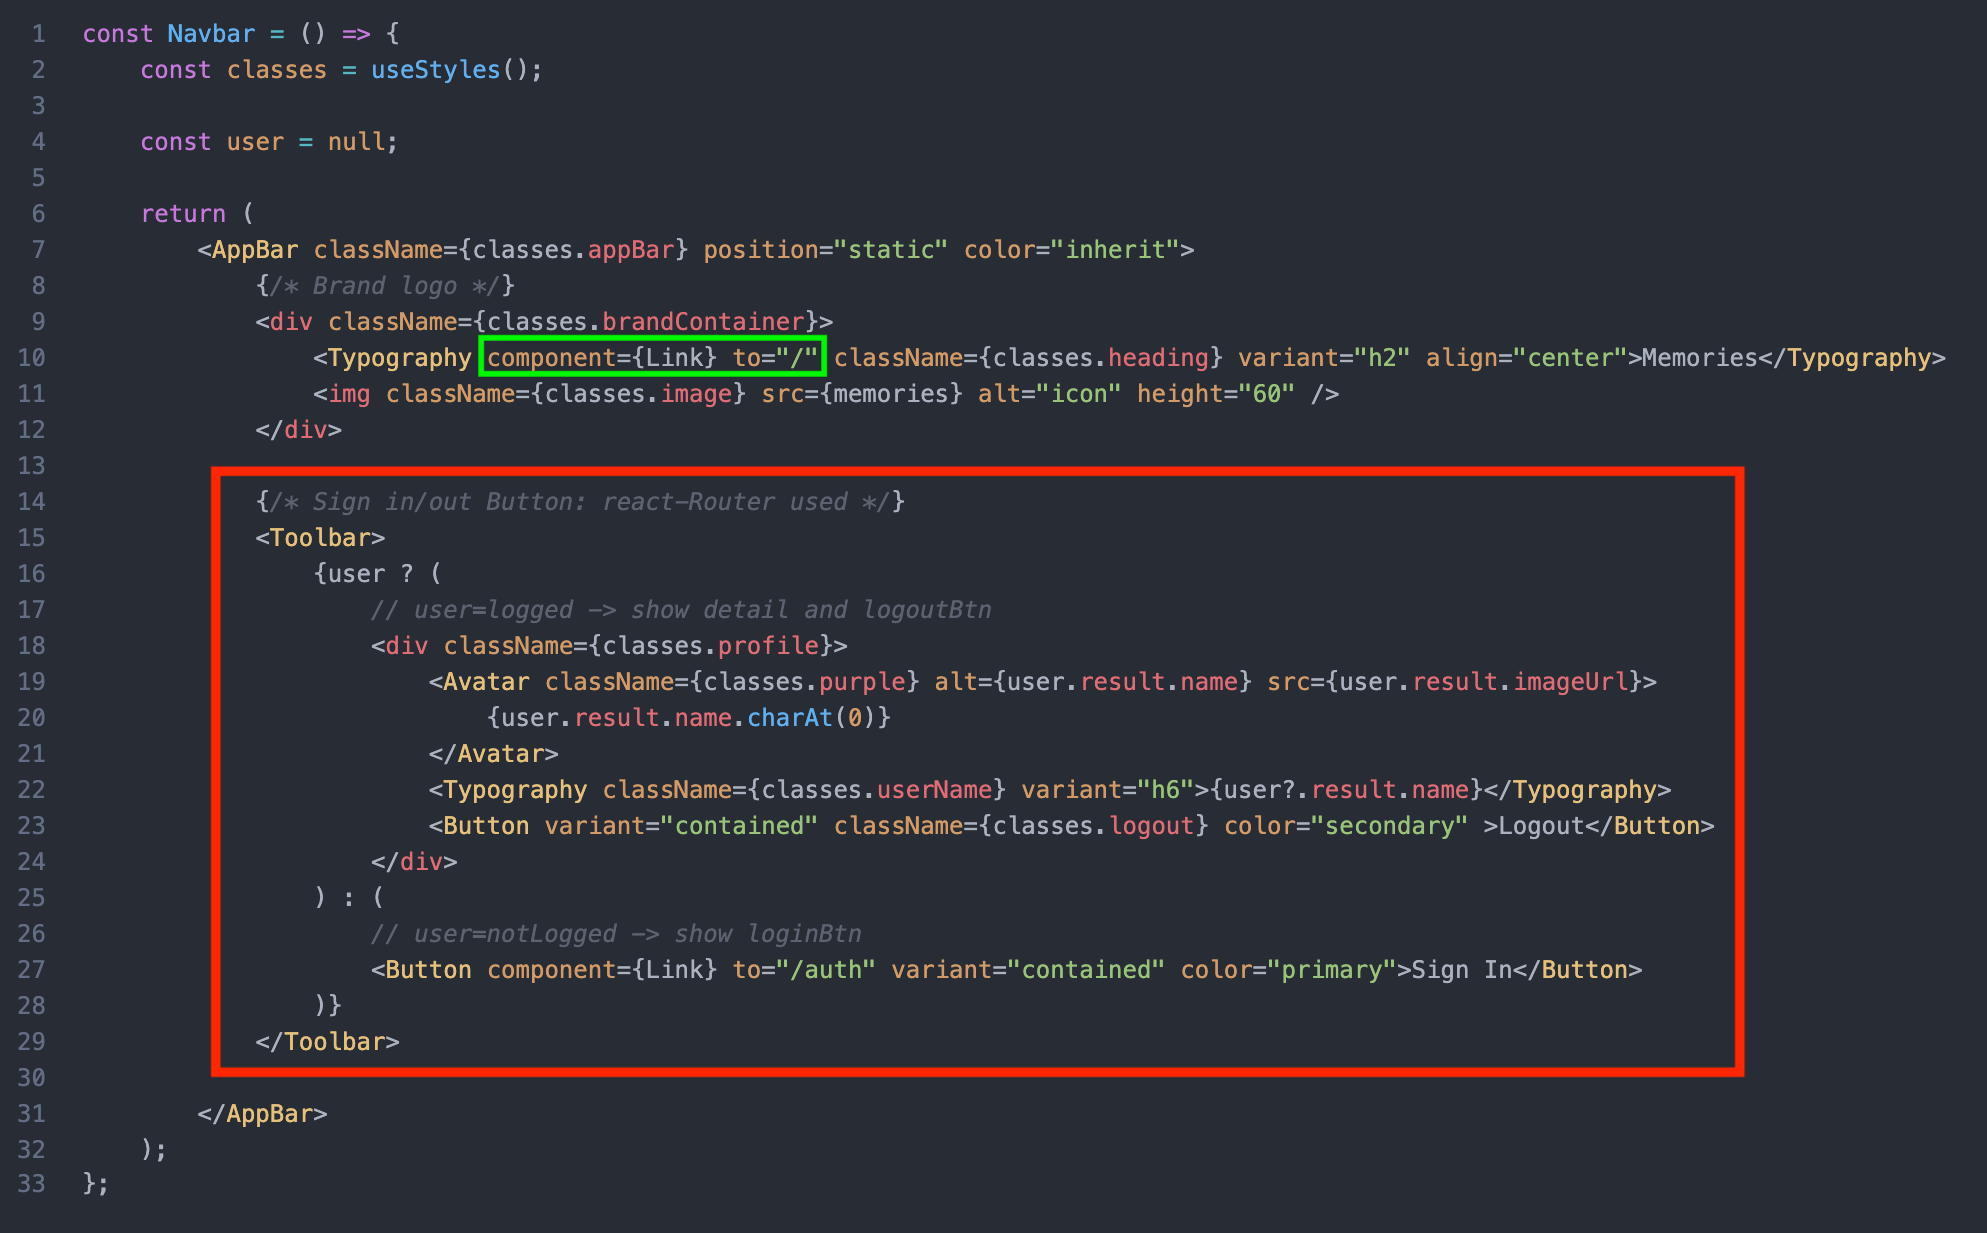 1 const Navbar = () => {
2 const classes = useStyles();
3
4 const user = null;
5
6 return (
7 <AppBar className={classes.appBar} position="static" color="inherit">
8 {/* Brand logo */}
9 <div className={classes.brandContainer}>
10 <Typography component={Link} to="/" className={classes.heading} variant="h2" align="center">Memories</Typography>
11 <img className={classes.image} src={memories} alt="icon" height="60" />
12 </div>
13
14 {/* Sign in/out Button: react-Router used */}
15 <Toolbar>
16 {user ? (
17 // user=logged -> show detail and logoutBtn
18 <div className={classes.profile}>
19 <Avatar className={classes.purple} alt={user.result.name} src={user.result.imageUrl}>
20 {user.result.name.charAt(0)}
21 </Avatar>
22 <Typography className={classes.userName} variant="h6">{user?.result.name}</Typography>
23 <Button variant="contained" className={classes.logout} color="secondary" >Logout</Button>
24 </div>
25 ) : (
26 // user=notLogged -> show loginBtn
27 <Button component={Link} to="/auth" variant="contained" color="primary">Sign In</Button>
28 )}
29 </Toolbar>
30
31 </AppBar>
32 );
33 };